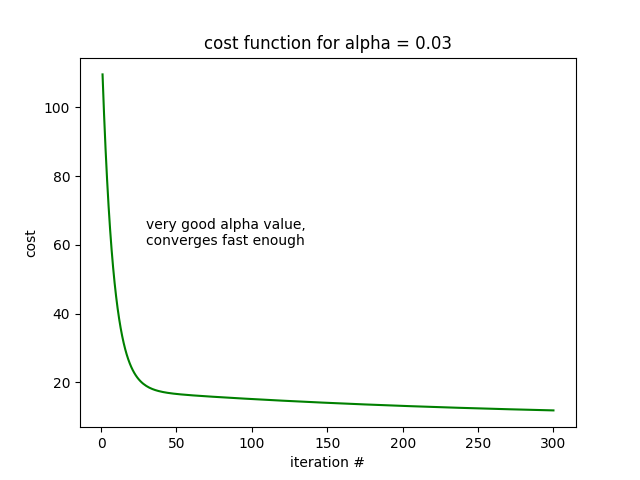 cost function for alpha = 0.03
100
80
60
40
20
cost
very good alpha value,
converges fast enough
0 50 100 150 200 250 300
iteration #